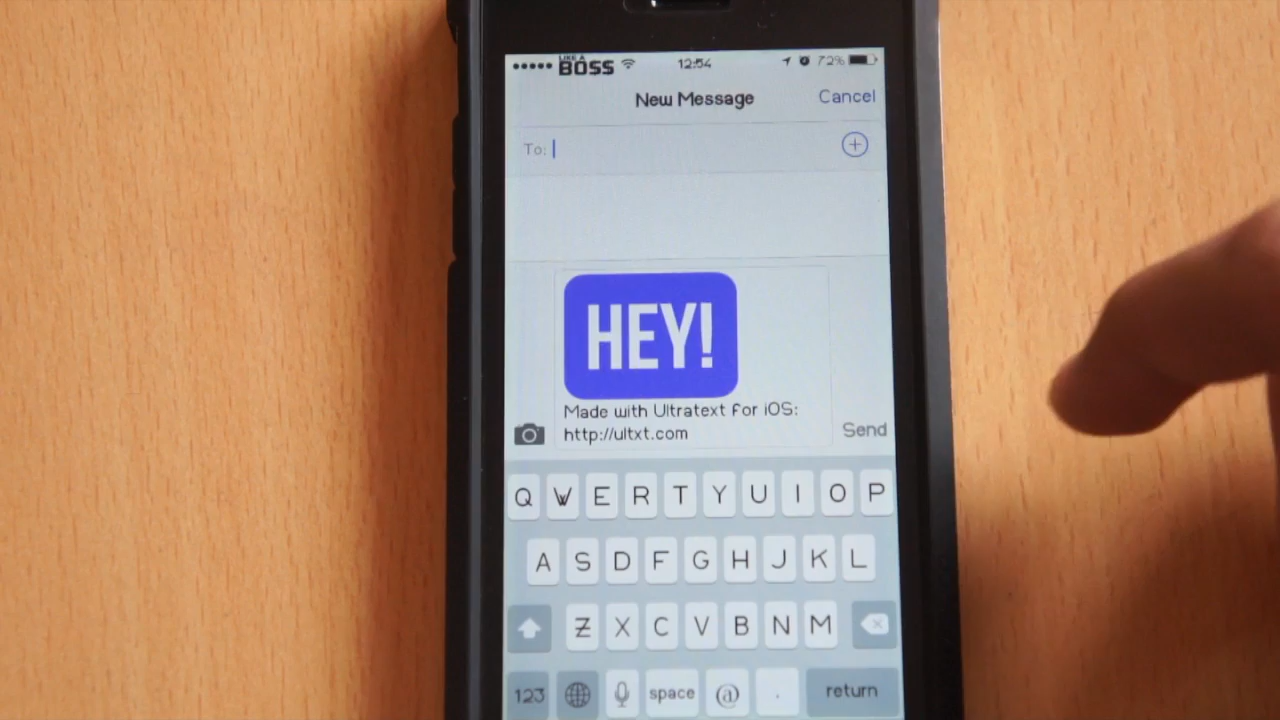 LIKE A BOSS 12:54 72%
New Message Cancel
To:
HEY!
Made with Ultratext for iOS:
http://ultxt.com
Send
Q W E R T Y U I O P
A S D F G H J K L
Z X C V B N M
123 space @ . return